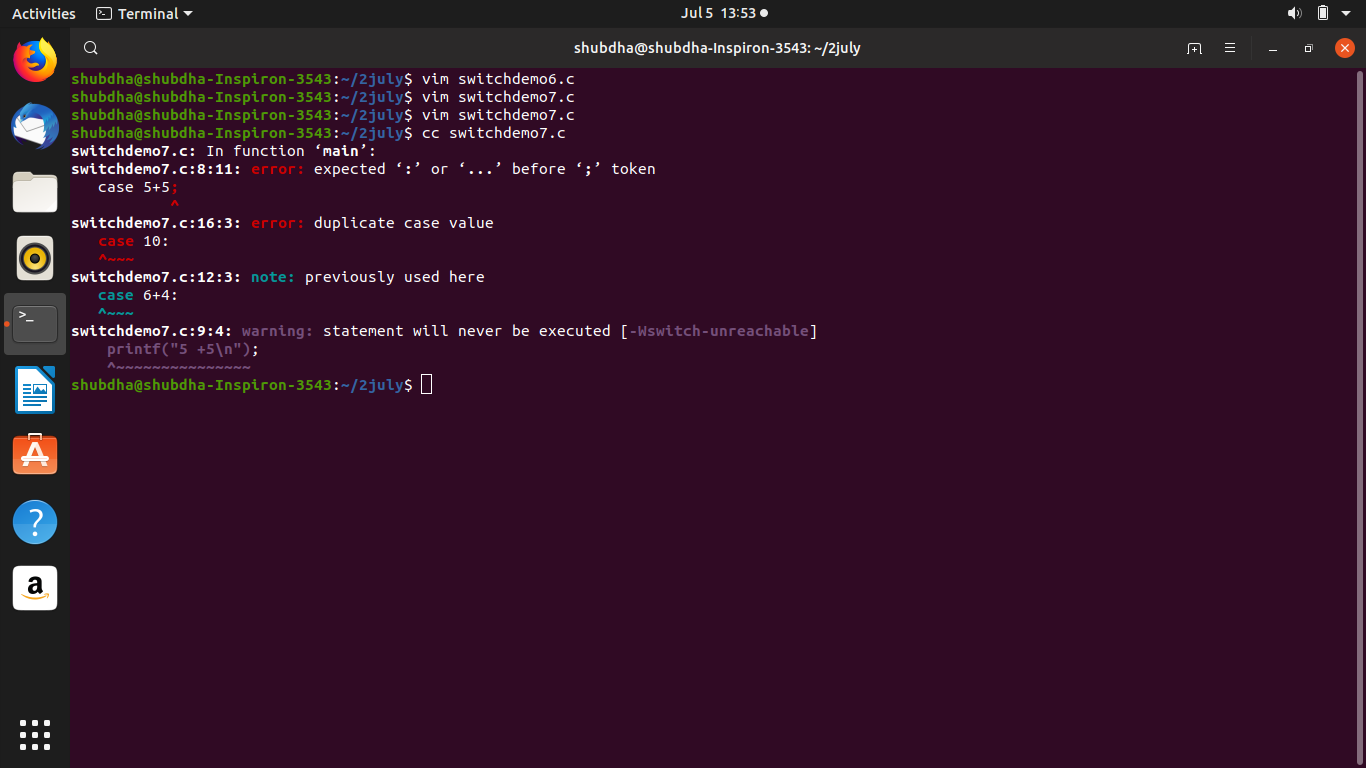 Activities
Terminal
Jul 5 13:53
shubdha@shubdha-Inspiron-3543: ~/2july
shubdha@shubdha-Inspiron-3543:~/2july$ vim switchdemo6.c
shubdha@shubdha-Inspiron-3543:~/2july$ vim switchdemo7.c
shubdha@shubdha-Inspiron-3543:~/2july$ vim switchdemo7.c
shubdha@shubdha-Inspiron-3543:~/2july$ cc switchdemo7.c
switchdemo7.c: In function ‘main’:
switchdemo7.c:8:11: error: expected ‘:’ or ‘...’ before ‘;’ token
   case 5+5;
           ^
switchdemo7.c:16:3: error: duplicate case value
   case 10:
   ^~~~
switchdemo7.c:12:3: note: previously used here
   case 6+4:
   ^~~~
switchdemo7.c:9:4: warning: statement will never be executed [-Wswitch-unreachable]
    printf("5 +5\n");
    ^~~~~~~~~~~~~~~~
shubdha@shubdha-Inspiron-3543:~/2july$
>_
?
a